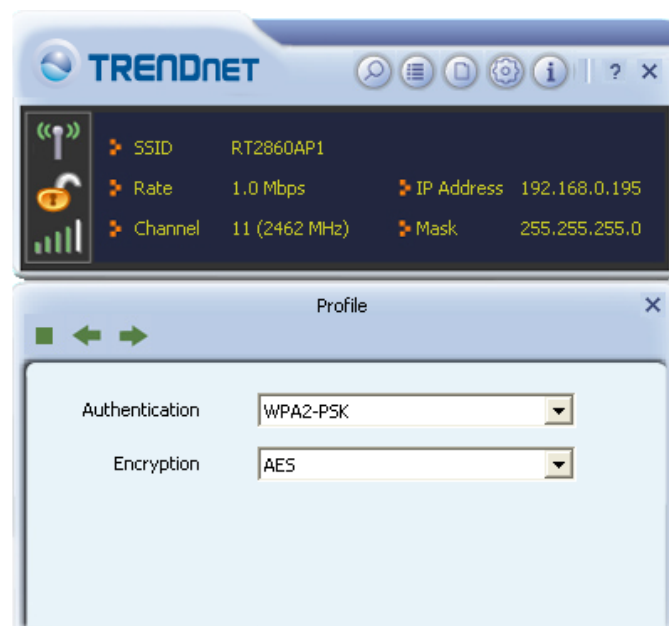 TRENDnet
? ×
SSID RT2860AP1
Rate 1.0 Mbps IP Address 192.168.0.195
Channel 11 (2462 MHz) Mask 255.255.255.0
Profile ×
Authentication WPA2-PSK
Encryption AES